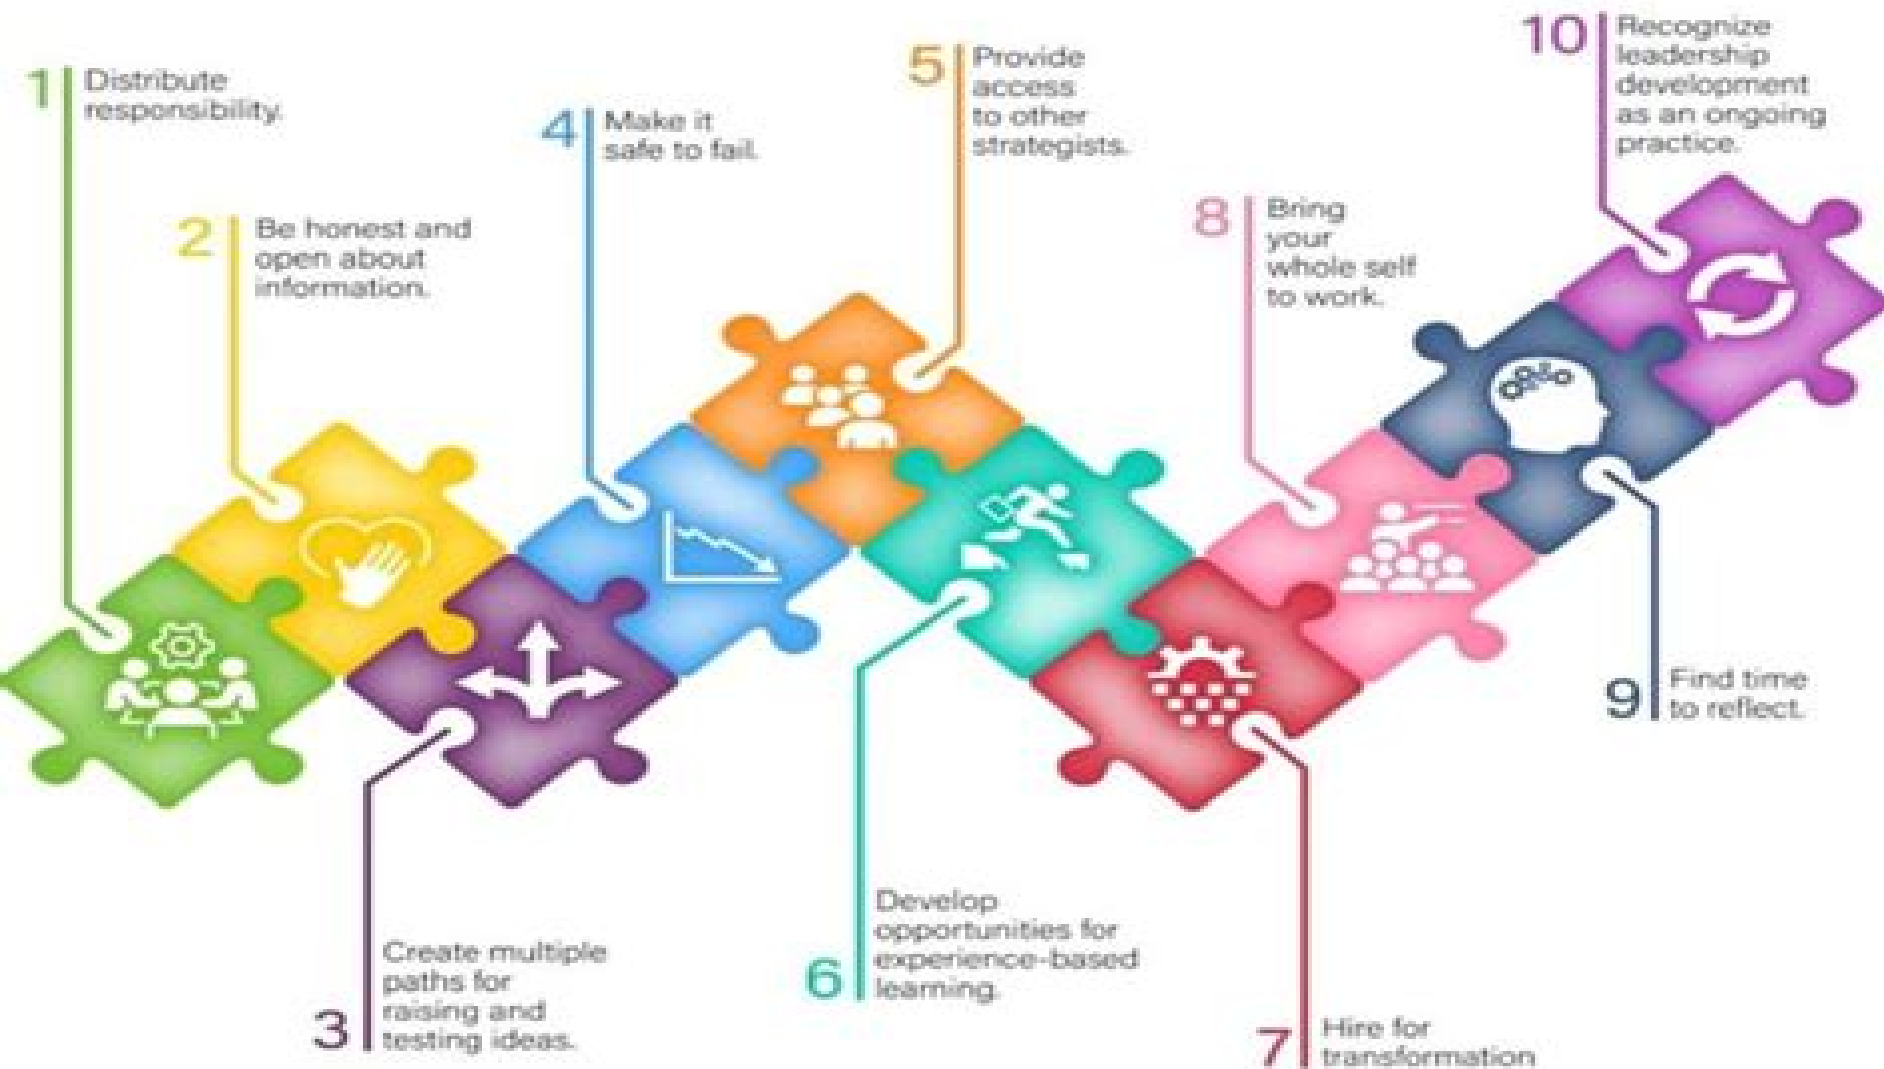 1
Distribute
responsibility.
2
Be honest and
open about
information.
3
Create multiple
paths for
raising and
testing ideas.
4
Make it
safe to fail.
5
Provide
access
to other
strategists.
6
Develop
opportunities for
experience-based
learning.
7
Hire for
transformation
8
Bring
your
whole self
to work.
9
Find time
to reflect.
10
Recognize
leadership
development
as an ongoing
practice.